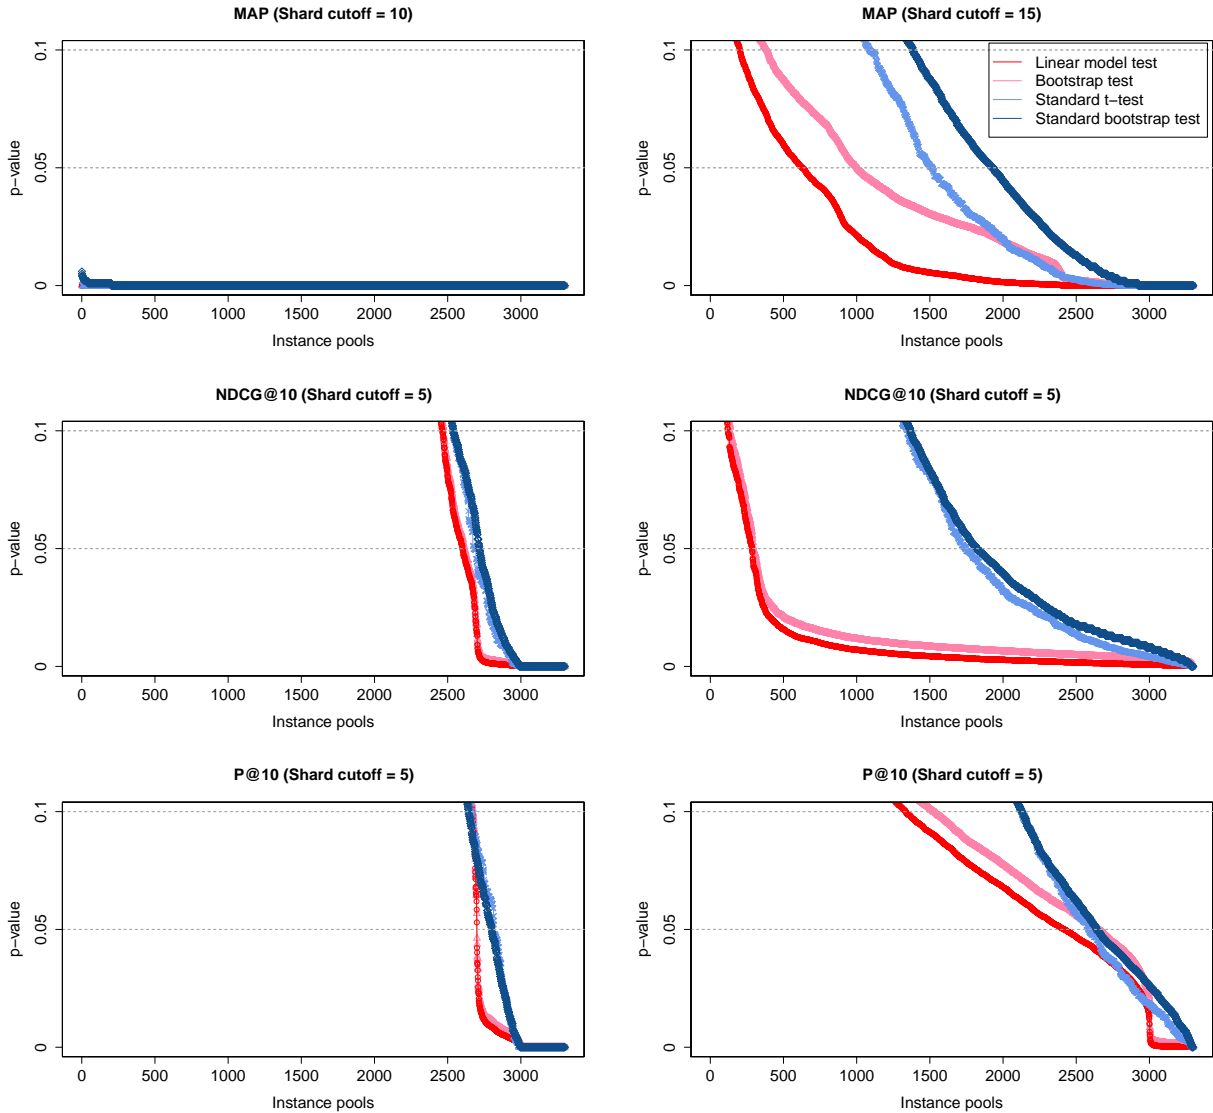 MAP (Shard cutoff = 10)
p−value
0.1
0.05
0
0 500 1000 1500 2000 2500 3000
Instance pools
MAP (Shard cutoff = 15)
p−value
0.1
0.05
0
Linear model test
Bootstrap test
Standard t−test
Standard bootstrap test
0 500 1000 1500 2000 2500 3000
Instance pools
NDCG@10 (Shard cutoff = 5)
p−value
0.1
0.05
0
0 500 1000 1500 2000 2500 3000
Instance pools
NDCG@10 (Shard cutoff = 5)
p−value
0.1
0.05
0
0 500 1000 1500 2000 2500 3000
Instance pools
P@10 (Shard cutoff = 5)
p−value
0.1
0.05
0
0 500 1000 1500 2000 2500 3000
Instance pools
P@10 (Shard cutoff = 5)
p−value
0.1
0.05
0
0 500 1000 1500 2000 2500 3000
Instance pools